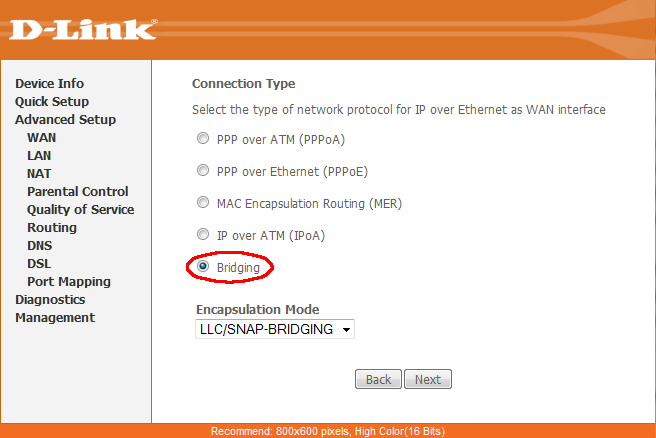 D-Link
Device Info
Quick Setup
Advanced Setup
WAN
LAN
NAT
Parental Control
Quality of Service
Routing
DNS
DSL
Port Mapping
Diagnostics
Management
Connection Type
Select the type of network protocol for IP over Ethernet as WAN interface
PPP over ATM (PPPoA)
PPP over Ethernet (PPPoE)
MAC Encapsulation Routing (MER)
IP over ATM (IPoA)
Bridging
Encapsulation Mode
LLC/SNAP-BRIDGING
Back Next
Recommend: 800x600 pixels, High Color(16 Bits)